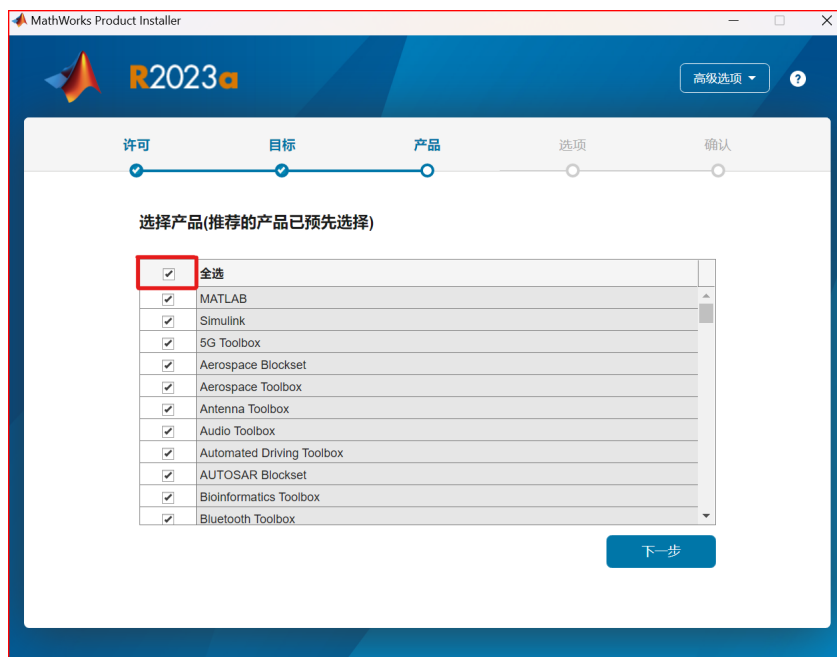 MathWorks Product Installer
R2023a
高级选项
?
许可
目标
产品
选项
确认
选择产品(推荐的产品已预先选择)
全选
MATLAB
Simulink
5G Toolbox
Aerospace Blockset
Aerospace Toolbox
Antenna Toolbox
Audio Toolbox
Automated Driving Toolbox
AUTOSAR Blockset
Bioinformatics Toolbox
Bluetooth Toolbox
下一步